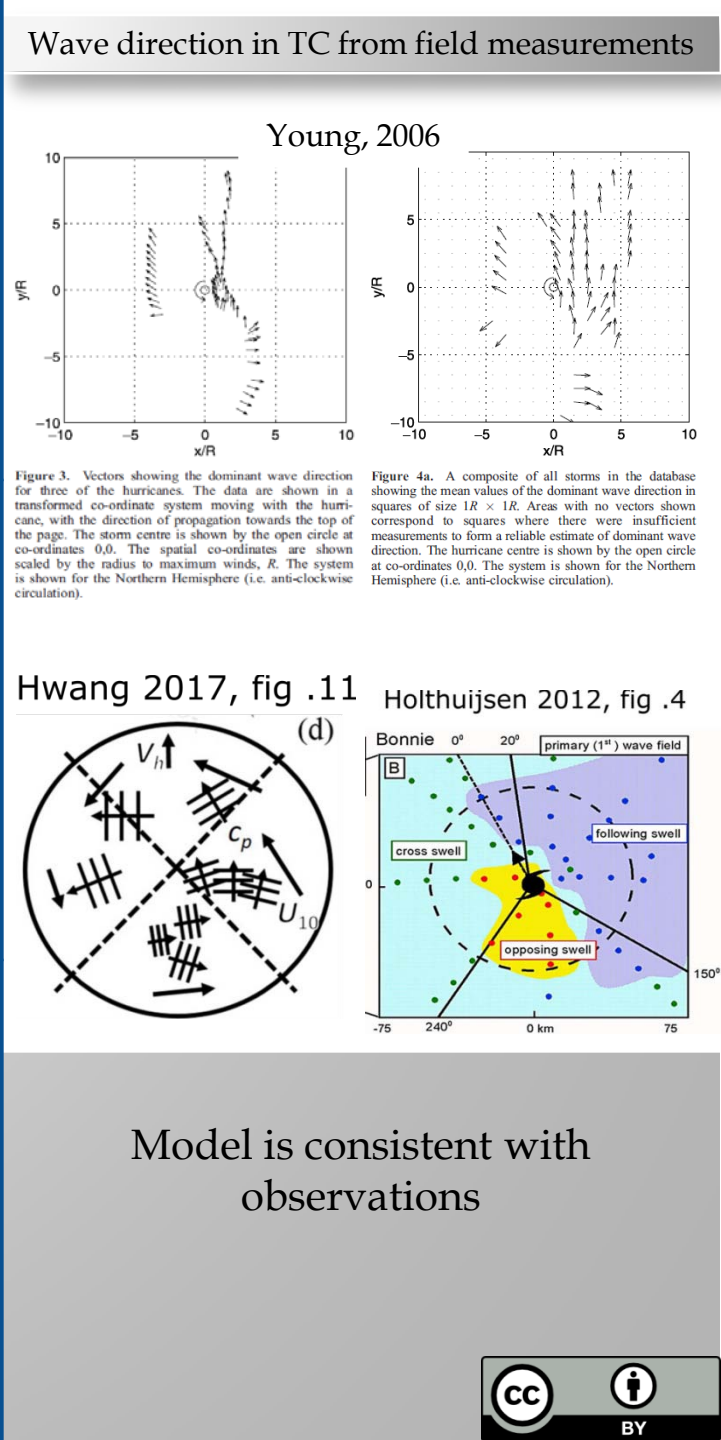 Wave direction in TC from field measurements
Young, 2006
10
5
0
−5
−10
−10
−5
0
5
10
y/R
x/R
5
0
−5
−10
−10
−5
0
5
10
y/R
x/R
Figure 3. Vectors showing the dominant wave direction
for three of the hurricanes. The data are shown in a
transformed co-ordinate system moving with the hurri-
cane, with the direction of propagation towards the top of
the page. The storm centre is shown by the open circle at
co-ordinates 0,0. The spatial co-ordinates are shown
scaled by the radius to maximum winds, R. The system
is shown for the Northern Hemisphere (i.e. anti-clockwise
circulation).
Figure 4a. A composite of all storms in the database
showing the mean values of the dominant wave direction in
squares of size 1R × 1R. Areas with no vectors shown
correspond to squares where there were insufficient
measurements to form a reliable estimate of dominant wave
direction. The hurricane centre is shown by the open circle
at co-ordinates 0,0. The system is shown for the Northern
Hemisphere (i.e. anti-clockwise circulation).
Hwang 2017, fig .11
(d)
Vh
cp
U10
Holthuijsen 2012, fig .4
Bonnie 0° 20° primary (1st) wave field
B
following swell
cross swell
0
opposing swell
150°
-75 240° 0 km 75
Model is consistent with
observations
cc
BY